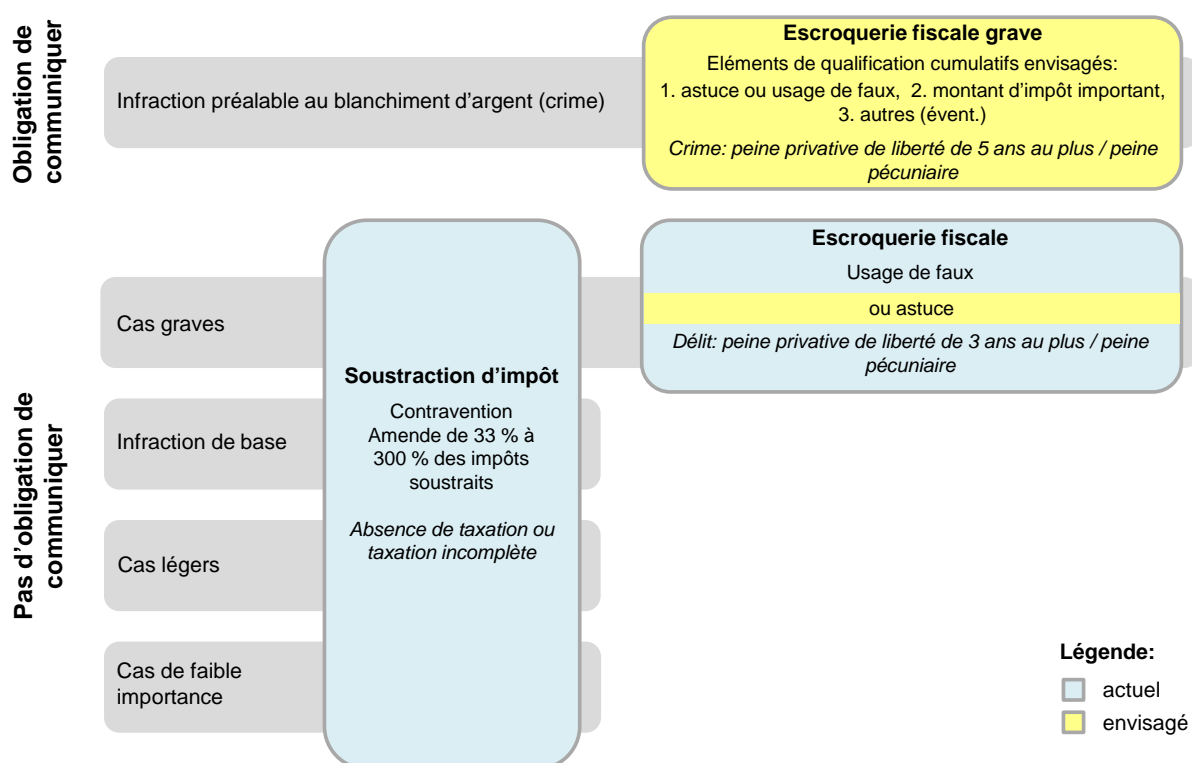 Obligation de
communiquer
Infraction préalable au blanchiment d'argent (crime)
Escroquerie fiscale grave
Eléments de qualification cumulatifs envisagés:
1. astuce ou usage de faux, 2. montant d'impôt important,
3. autres (évent.)
Crime: peine privative de liberté de 5 ans au plus / peine
pécuniaire
Pas d'obligation de
communiquer
Cas graves
Infraction de base
Cas légers
Cas de faible
importance
Soustraction d'impôt
Contravention
Amende de 33 % à
300 % des impôts
soustraits
Absence de taxation ou
taxation incomplète
Escroquerie fiscale
Usage de faux
ou astuce
Délit: peine privative de liberté de 3 ans au plus / peine
pécuniaire
Légende:
actuel
envisagé